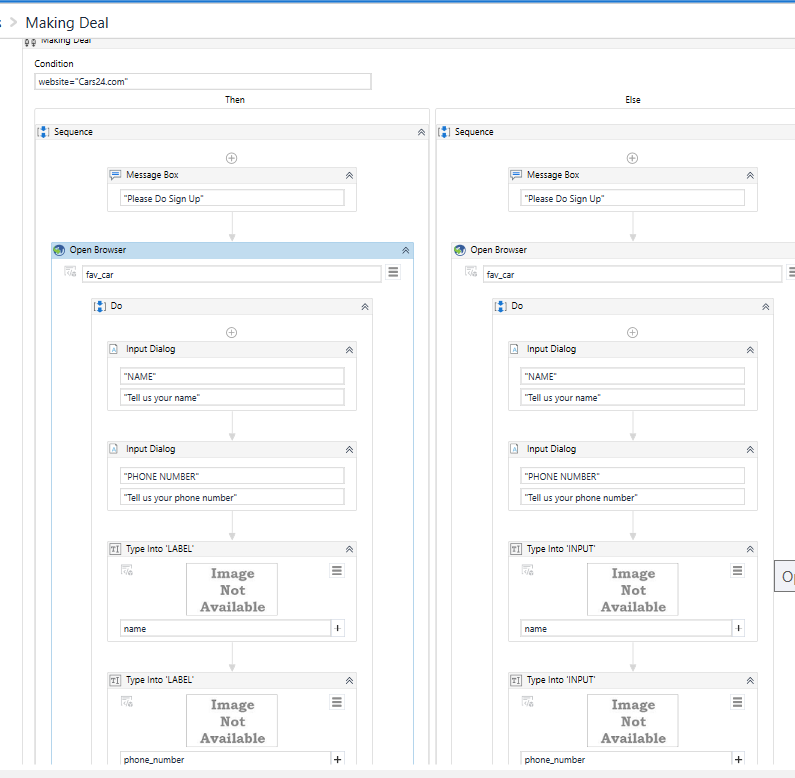 Making Deal
Making Deal
Condition
website="Cars24.com"
Then
Else
Sequence
Sequence
Message Box
Message Box
"Please Do Sign Up"
"Please Do Sign Up"
Open Browser
Open Browser
fav_car
fav_car
Do
Do
Input Dialog
Input Dialog
"NAME"
"NAME"
"Tell us your name"
"Tell us your name"
Input Dialog
Input Dialog
"PHONE NUMBER"
"PHONE NUMBER"
"Tell us your phone number"
"Tell us your phone number"
Type Into 'LABEL'
Type Into 'INPUT'
Image
Not
Available
Image
Not
Available
name
name
Type Into 'LABEL'
Type Into 'INPUT'
Image
Not
Available
Image
Not
Available
phone_number
phone_number